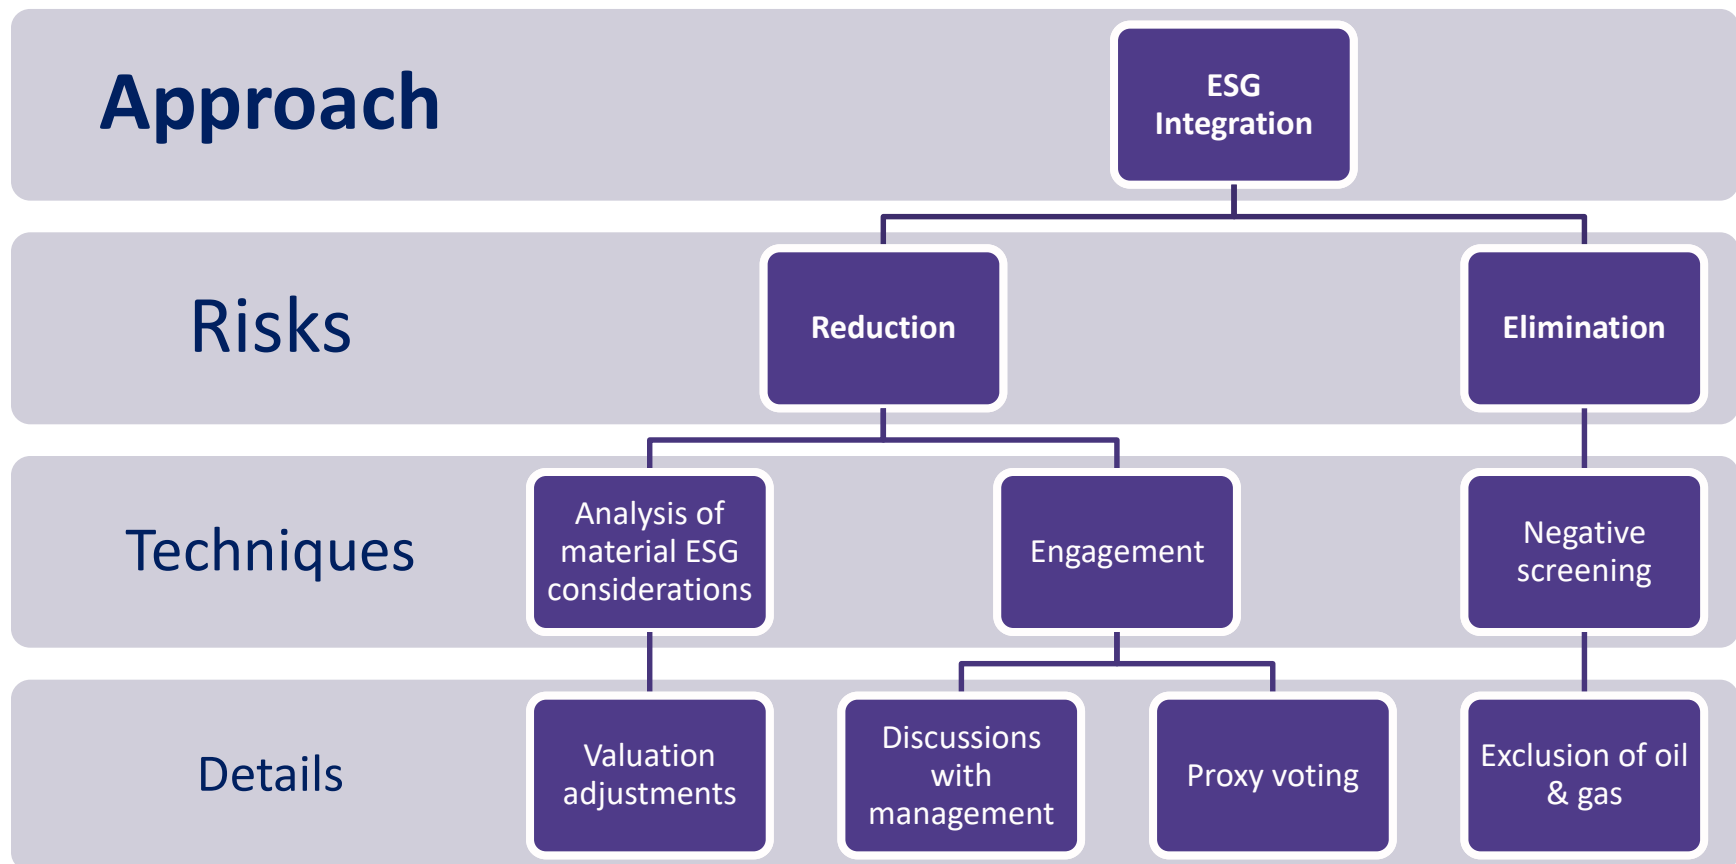 Approach
ESG
Integration
Risks
Reduction
Elimination
Techniques
Analysis of
material ESG
considerations
Engagement
Negative
screening
Details
Valuation
adjustments
Discussions
with
management
Proxy voting
Exclusion of oil
& gas